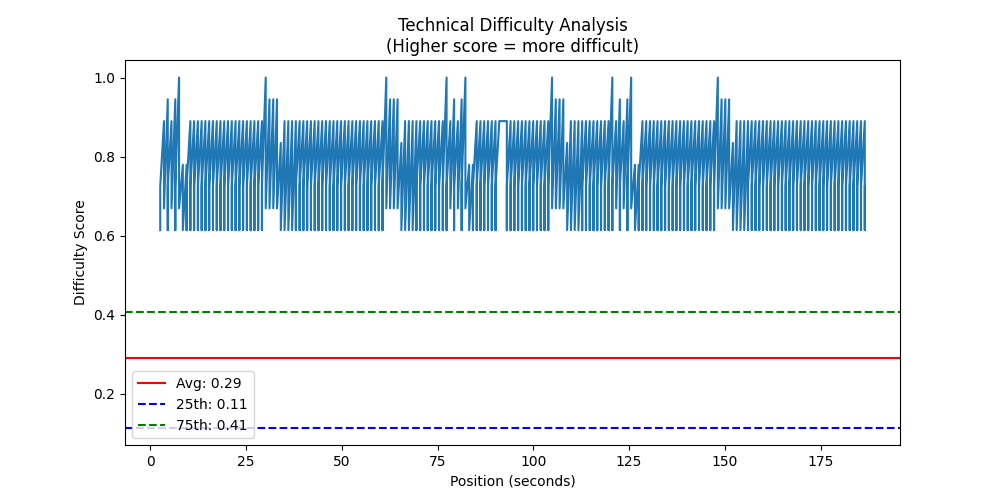 Technical Difficulty Analysis
(Higher score = more difficult)
Difficulty Score
1.0
0.8
0.6
0.4
0.2
Avg: 0.29
25th: 0.11
75th: 0.41
0 25 50 75 100 125 150 175
Position (seconds)